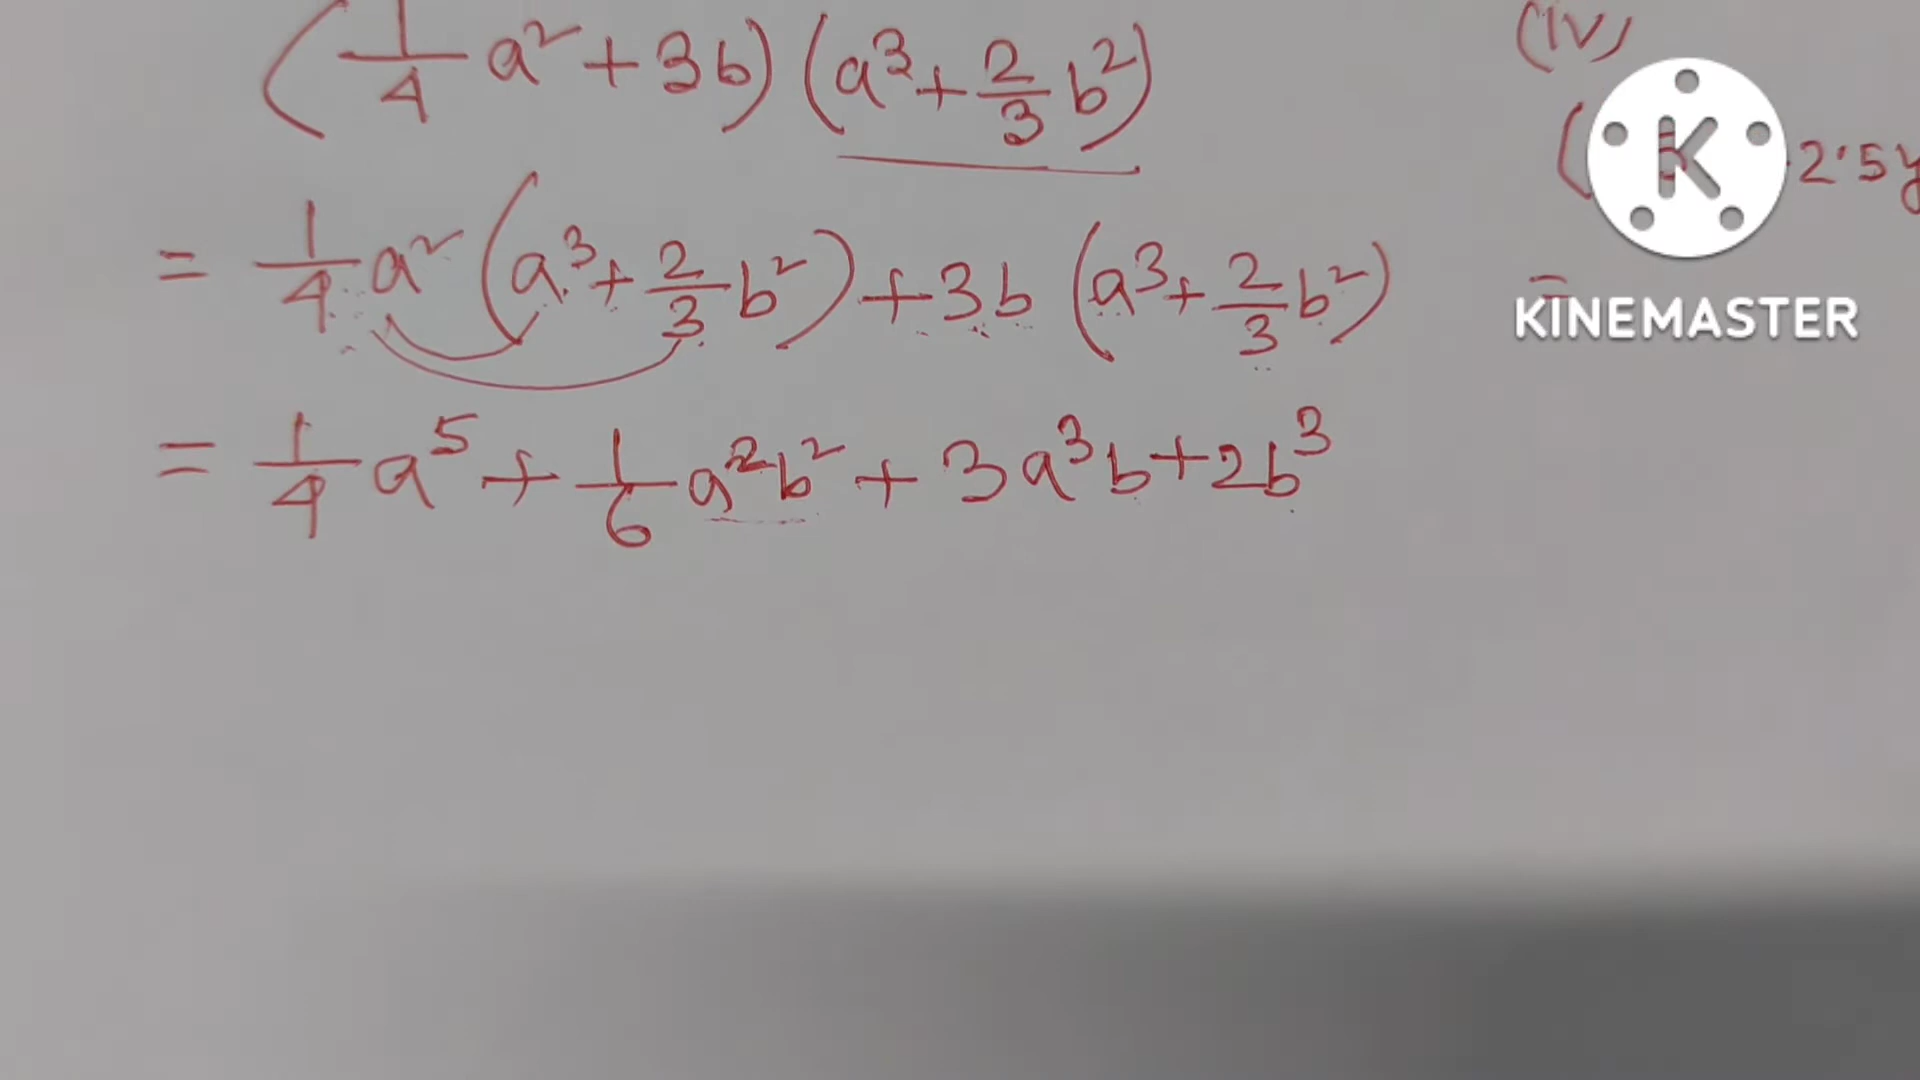 (1/4 a² + 3b) (a³ + 2/3 b²)
= 1/4 a² (a³ + 2/3 b²) + 3b (a³ + 2/3 b²)
= 1/4 a⁵ + 1/6 a²b² + 3a³b + 2b³
(IV)
( 2.5y
=
K
KINEMASTER